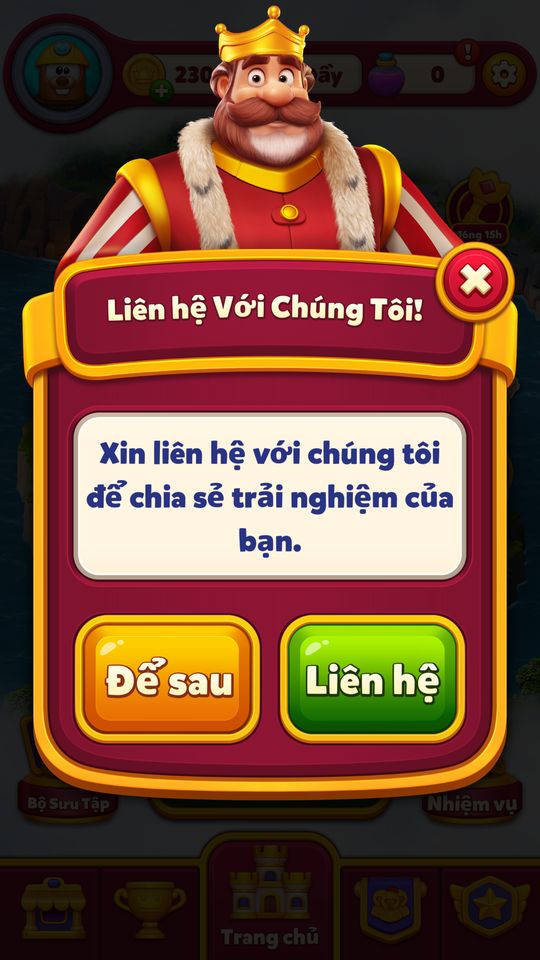 0
Liên hệ Với Chúng Tôi!
Xin liên hệ với chúng tôi
để chia sẻ trải nghiệm của
bạn.
Để sau
Liên hệ
Bộ Sưu Tập
Nhiệm vụ
Trang chủ